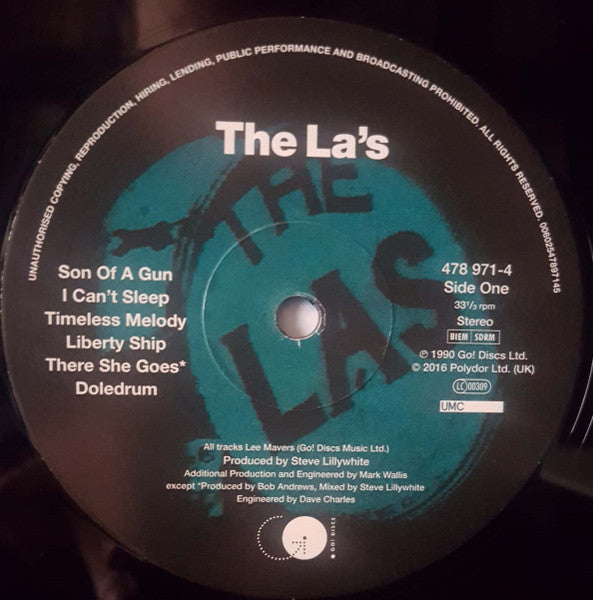 UNAUTHORISED COPYING, REPRODUCTION, HIRING, LENDING, PUBLIC PERFORMANCE AND BROADCASTING PROHIBITED. ALL RIGHTS RESERVED. 00602547897145
The La's
THE
LAS
Son Of A Gun
I Can't Sleep
Timeless Melody
Liberty Ship
There She Goes*
Doledrum
478 971-4
Side One
33⅓ rpm
Stereo
BIEM SDRM
℗ 1990 Go! Discs Ltd.
© 2016 Polydor Ltd. (UK)
LC 00309
UMC
All tracks Lee Mavers (Go! Discs Music Ltd.)
Produced by Steve Lillywhite
Additional Production and Engineered by Mark Wallis
except *Produced by Bob Andrews, Mixed by Steve Lillywhite
Engineered by Dave Charles
GO! DISCS